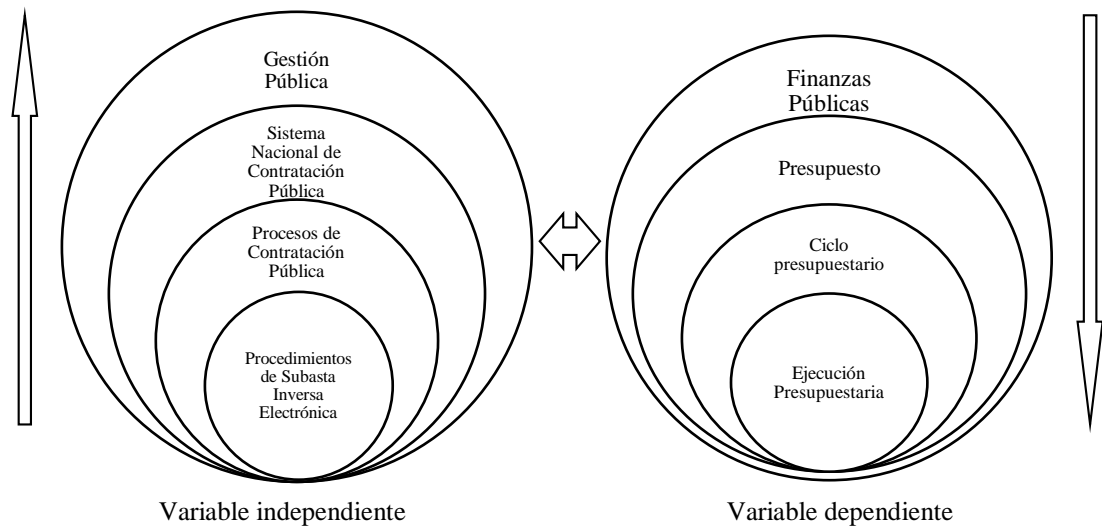 Gestión
Pública
Sistema
Nacional de
Contratación
Pública
Procesos de
Contratación
Pública
Procedimientos
de Subasta
Inversa
Electrónica
Variable independiente
Finanzas
Públicas
Presupuesto
Ciclo
presupuestario
Ejecución
Presupuestaria
Variable dependiente